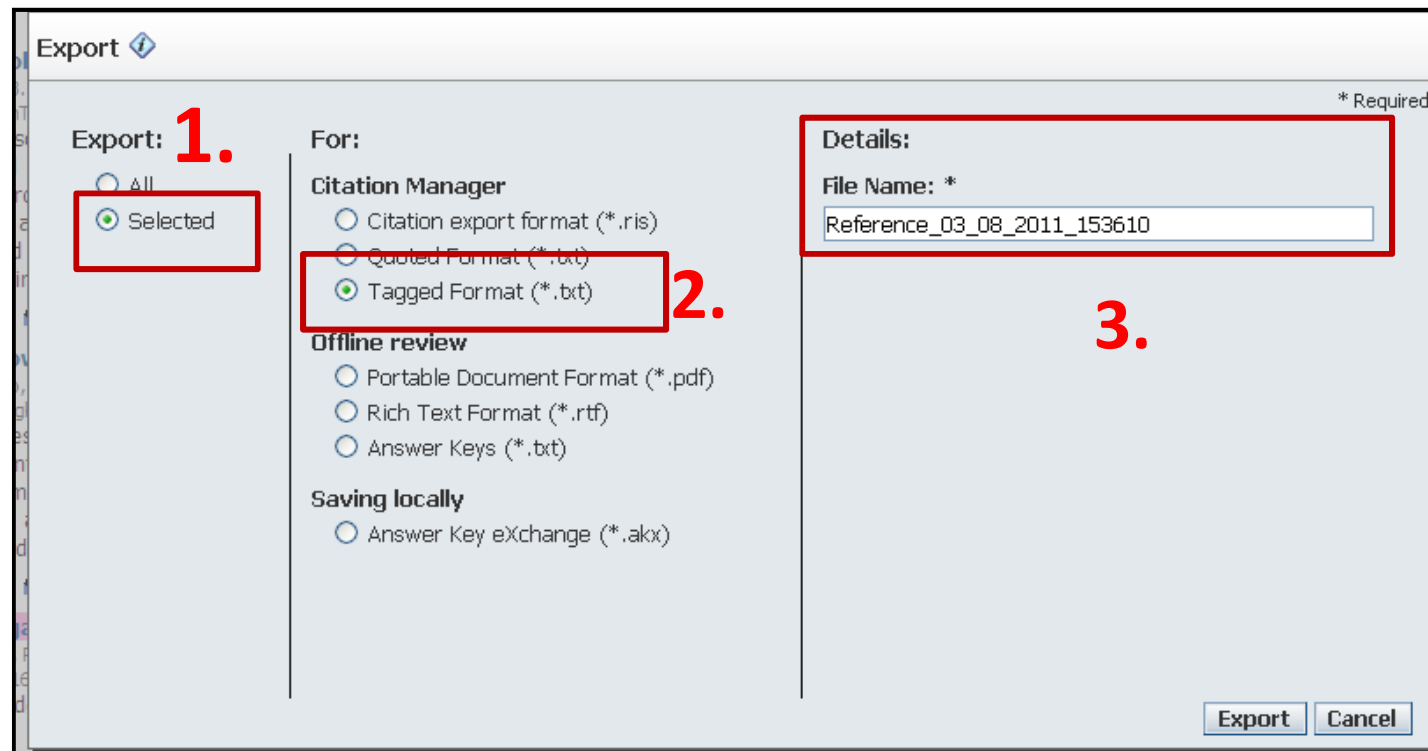 Export
* Required
Export:
1.
All
Selected
For:
Citation Manager
Citation export format (*.ris)
Quoted Format (*.txt)
Tagged Format (*.txt)
2.
Offline review
Portable Document Format (*.pdf)
Rich Text Format (*.rtf)
Answer Keys (*.txt)
Saving locally
Answer Key eXchange (*.akx)
Details:
File Name: *
Reference_03_08_2011_153610
3.
Export
Cancel